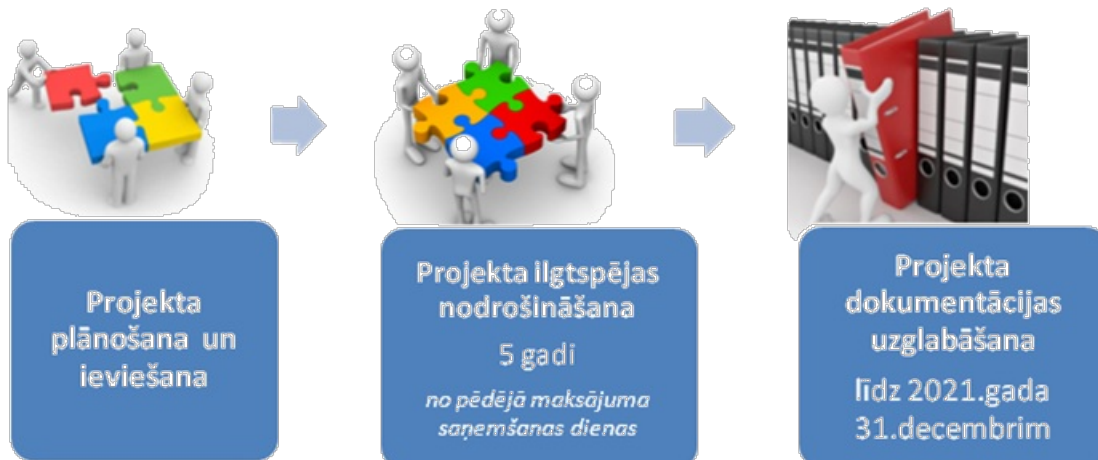 Projekta
plānošana un
ieviešana
Projekta ilgtspējas
nodrošināšana
5 gadi
no pēdējā maksājuma
saņemšanas dienas
Projekta
dokumentācijas
uzglabāšana
līdz 2021.gada
31.decembrim